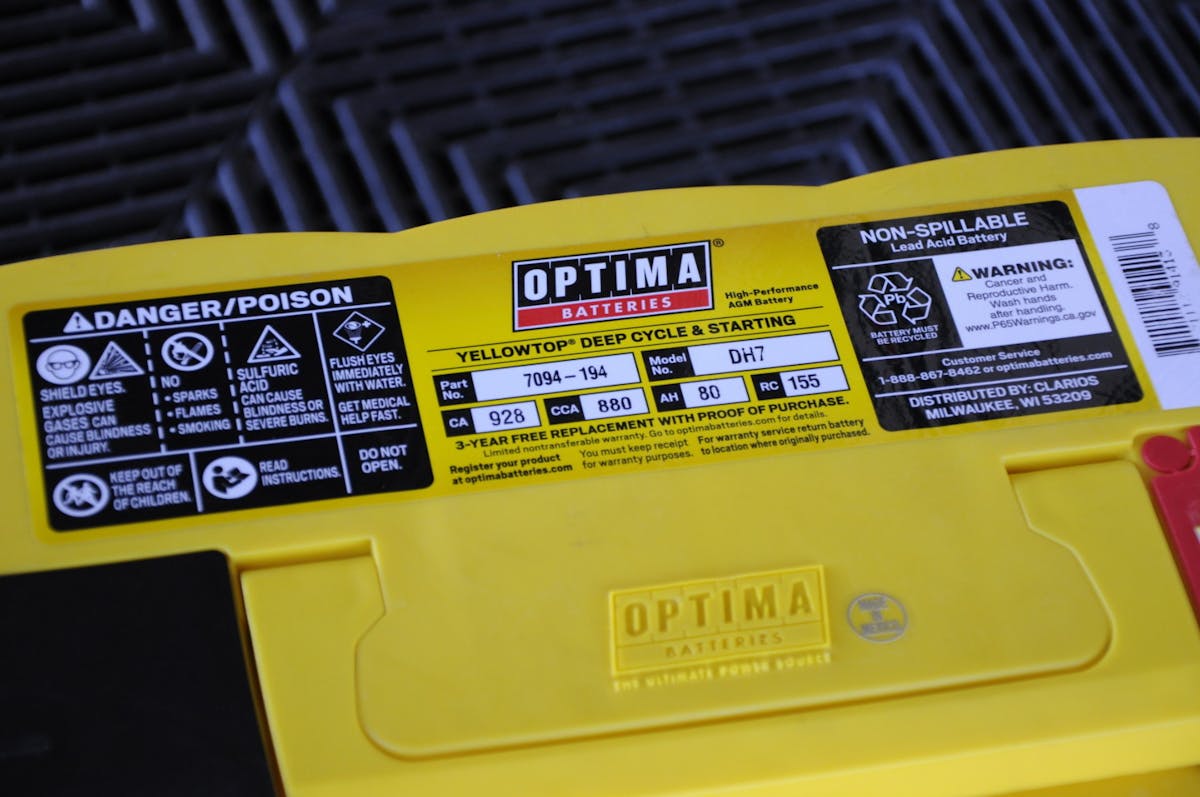 DANGER/POISON
SHIELD EYES.
EXPLOSIVE
GASES CAN
CAUSE BLINDNESS
OR INJURY.
NO
• SPARKS
• FLAMES
• SMOKING
SULFURIC
ACID
CAN CAUSE
BLINDNESS OR
SEVERE BURNS.
FLUSH EYES
IMMEDIATELY
WITH WATER.
GET MEDICAL
HELP FAST.
KEEP OUT OF
THE REACH
OF CHILDREN.
READ
INSTRUCTIONS.
DO NOT
OPEN.
OPTIMA®
BATTERIES
High-Performance
AGM Battery
YELLOWTOP® DEEP CYCLE & STARTING
Part No. 7094-194 Model No. DH7
CA 928 CCA 880 AH 80 RC 155
3-YEAR FREE REPLACEMENT WITH PROOF OF PURCHASE.
Limited nontransferable warranty. Go to optimabatteries.com for details.
Register your product
at optimabatteries.com
You must keep receipt
for warranty purposes.
For warranty service return battery
to location where originally purchased.
NON-SPILLABLE
Lead Acid Battery
Pb
BATTERY MUST
BE RECYCLED
WARNING:
Cancer and
Reproductive Harm.
Wash hands
after handling.
www.P65Warnings.ca.gov
Customer Service
1-888-867-8462 or optimabatteries.com
DISTRIBUTED BY: CLARIOS
MILWAUKEE, WI 53209
8
OPTIMA
BATTERIES
THE ULTIMATE POWER SOURCE
MADE
IN
MEXICO